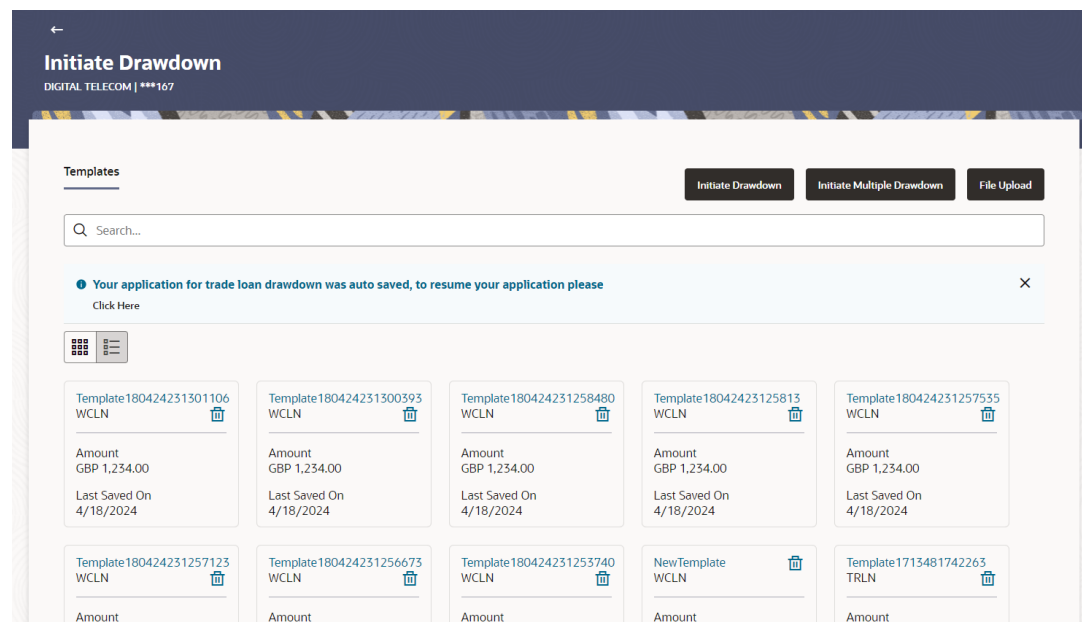 Initiate Drawdown
DIGITAL TELECOM | ***167
Templates
Initiate Drawdown
Initiate Multiple Drawdown
File Upload
Search...
Your application for trade loan drawdown was auto saved, to resume your application please
Click Here
Template180424231301106
WCLN
Amount
GBP 1,234.00
Last Saved On
4/18/2024
Template180424231300393
WCLN
Amount
GBP 1,234.00
Last Saved On
4/18/2024
Template180424231258480
WCLN
Amount
GBP 1,234.00
Last Saved On
4/18/2024
Template18042423125813
WCLN
Amount
GBP 1,234.00
Last Saved On
4/18/2024
Template180424231257535
WCLN
Amount
GBP 1,234.00
Last Saved On
4/18/2024
Template180424231257123
WCLN
Amount
Template180424231256673
WCLN
Amount
Template180424231253740
WCLN
Amount
NewTemplate
WCLN
Amount
Template1713481742263
TRLN
Amount